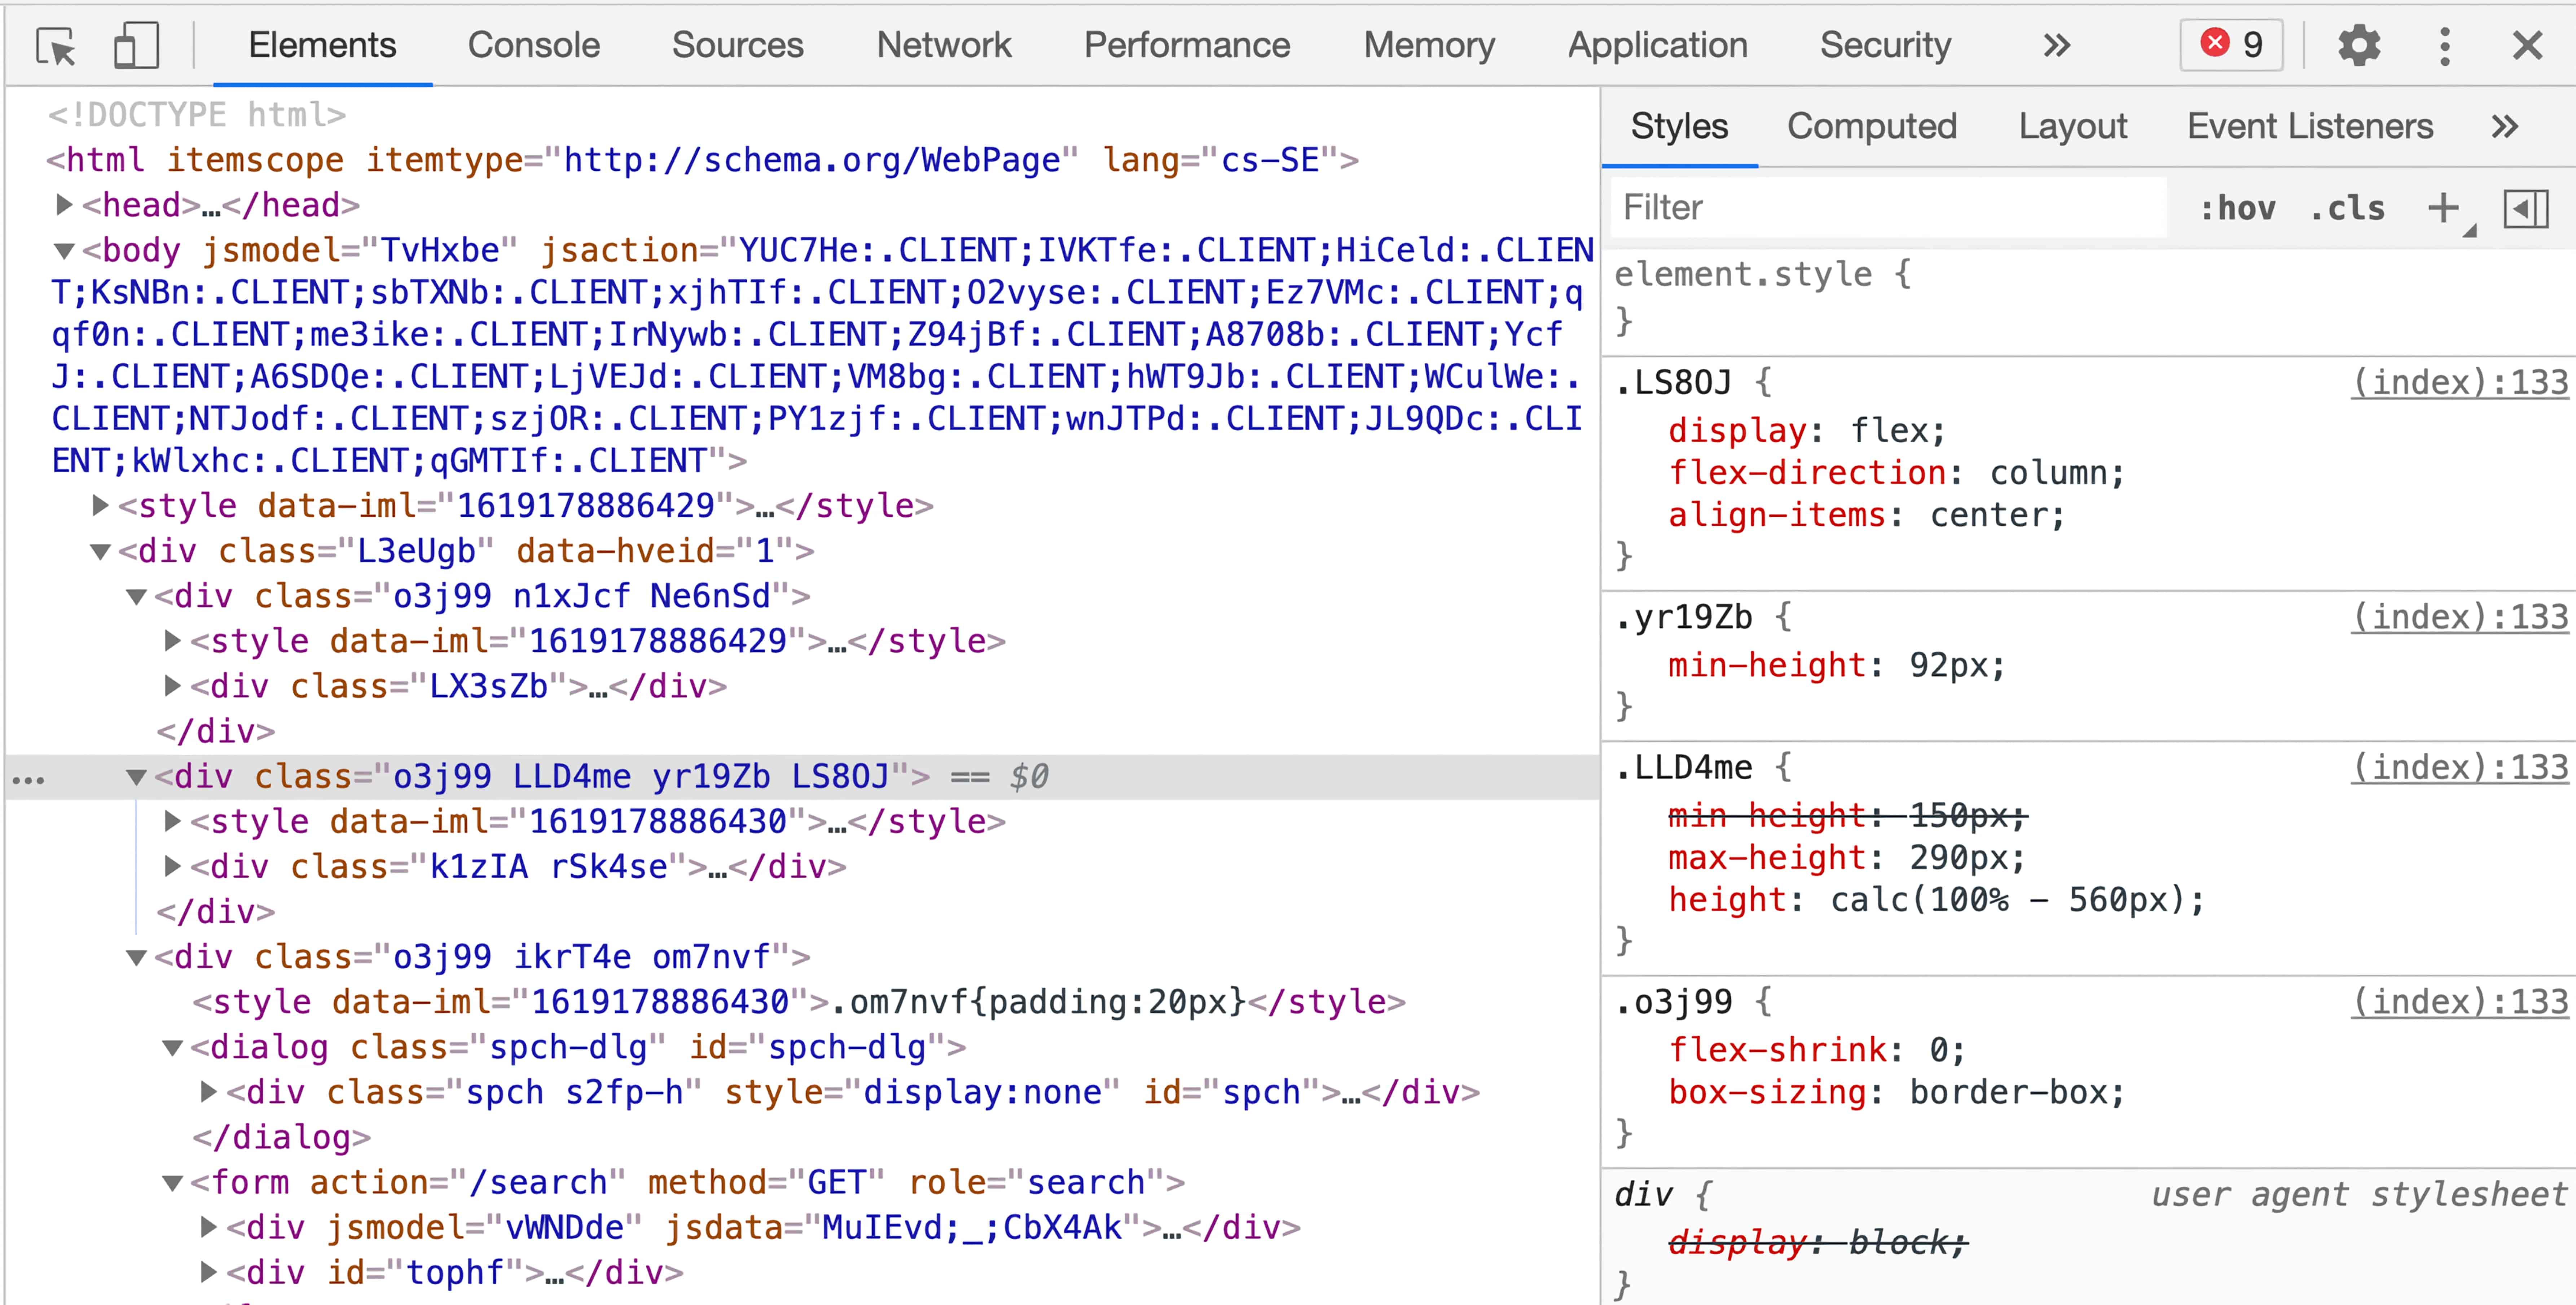 Elements Console Sources Network Performance Memory Application Security » 9
<!DOCTYPE html>
<html itemscope itemtype="http://schema.org/WebPage" lang="cs-SE">
<head>…</head>
<body jsmodel="TvHxbe" jsaction="YUC7He:.CLIENT;IVKTfe:.CLIENT;HiCeld:.CLIEN
T;KsNBn:.CLIENT;sbTXNb:.CLIENT;xjhTIf:.CLIENT;O2vyse:.CLIENT;Ez7VMc:.CLIENT;q
qf0n:.CLIENT;me3ike:.CLIENT;IrNywb:.CLIENT;Z94jBf:.CLIENT;A8708b:.CLIENT;Ycf
J:.CLIENT;A6SDQe:.CLIENT;LjVEJd:.CLIENT;VM8bg:.CLIENT;hWT9Jb:.CLIENT;WCulWe:.
CLIENT;NTJodf:.CLIENT;szjOR:.CLIENT;PY1zjf:.CLIENT;wnJTPd:.CLIENT;JL9QDc:.CLI
ENT;kWlxhc:.CLIENT;qGMTIf:.CLIENT">
<style data-iml="1619178886429">…</style>
<div class="L3eUgb" data-hveid="1">
<div class="o3j99 n1xJcf Ne6nSd">
<style data-iml="1619178886429">…</style>
<div class="LX3sZb">…</div>
</div>
… <div class="o3j99 LLD4me yr19Zb LS8OJ"> == $0
<style data-iml="1619178886430">…</style>
<div class="k1zIA rSk4se">…</div>
</div>
<div class="o3j99 ikrT4e om7nvf">
<style data-iml="1619178886430">.om7nvf{padding:20px}</style>
<dialog class="spch-dlg" id="spch-dlg">
<div class="spch s2fp-h" style="display:none" id="spch">…</div>
</dialog>
<form action="/search" method="GET" role="search">
<div jsmodel="vWNDde" jsdata="MuIEvd;_;CbX4Ak">…</div>
<div id="tophf">…</div>
Styles Computed Layout Event Listeners »
Filter :hov .cls +
element.style {
}
.LS8OJ { (index):133
display: flex;
flex-direction: column;
align-items: center;
}
.yr19Zb { (index):133
min-height: 92px;
}
.LLD4me { (index):133
min-height: 150px;
max-height: 290px;
height: calc(100% - 560px);
}
.o3j99 { (index):133
flex-shrink: 0;
box-sizing: border-box;
}
div { user agent stylesheet
display: block;
}